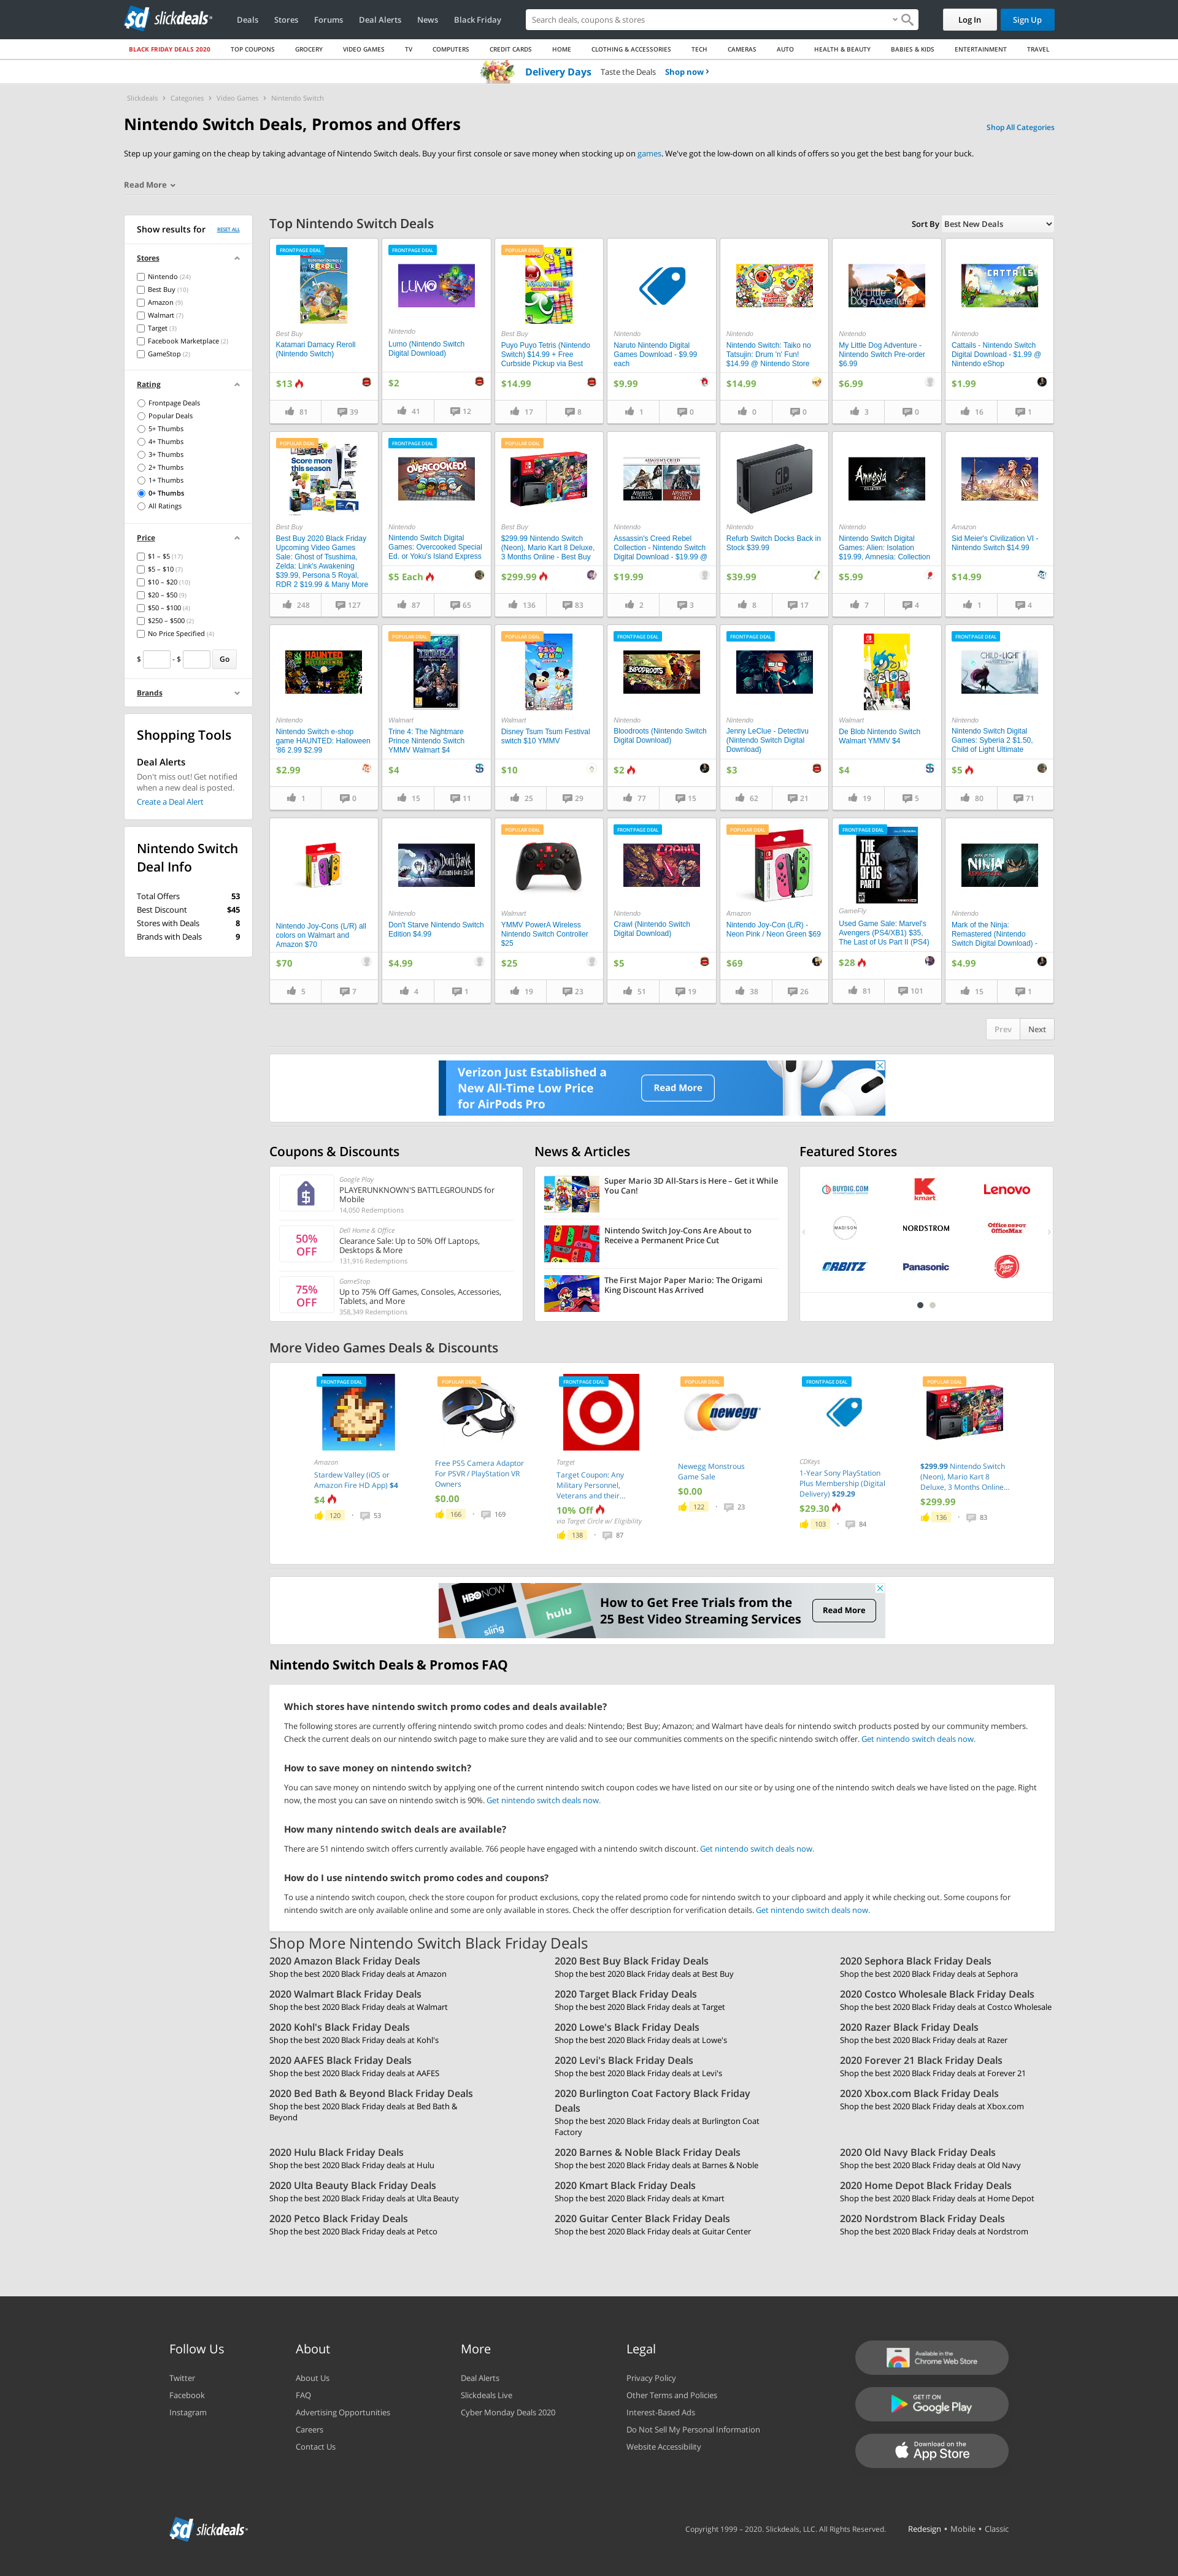 slickdeals
Deals
Stores
Forums
Deal Alerts
News
Black Friday
Search deals, coupons & stores
Log In
Sign Up
BLACK FRIDAY DEALS 2020
TOP COUPONS
GROCERY
VIDEO GAMES
TV
COMPUTERS
CREDIT CARDS
HOME
CLOTHING & ACCESSORIES
TECH
CAMERAS
AUTO
HEALTH & BEAUTY
BABIES & KIDS
ENTERTAINMENT
TRAVEL
Delivery Days Taste the Deals Shop now
Slickdeals > Categories > Video Games > Nintendo Switch
Nintendo Switch Deals, Promos and Offers
Shop All Categories
Step up your gaming on the cheap by taking advantage of Nintendo Switch deals. Buy your first console or save money when stocking up on games. We've got the low-down on all kinds of offers so you get the best bang for your buck.
Read More
Show results for
RESET ALL
Stores
Nintendo (24)
Best Buy (10)
Amazon (9)
Walmart (7)
Target (3)
Facebook Marketplace (2)
GameStop (2)
Rating
Frontpage Deals
Popular Deals
5+ Thumbs
4+ Thumbs
3+ Thumbs
2+ Thumbs
1+ Thumbs
0+ Thumbs
All Ratings
Price
$1 – $5 (17)
$5 – $10 (7)
$10 – $20 (10)
$20 – $50 (9)
$50 – $100 (4)
$250 – $500 (2)
No Price Specified (4)
$ - $ Go
Brands
Shopping Tools
Deal Alerts
Don't miss out! Get notified
when a new deal is posted.
Create a Deal Alert
Nintendo Switch
Deal Info
Total Offers 53
Best Discount $45
Stores with Deals 8
Brands with Deals 9
Top Nintendo Switch Deals
Sort By Best New Deals
FRONTPAGE DEAL
Best Buy
Katamari Damacy Reroll
(Nintendo Switch)
$13
81 39
FRONTPAGE DEAL
LUMO
Nintendo
Lumo (Nintendo Switch
Digital Download)
$2
41 12
POPULAR DEAL
Best Buy
Puyo Puyo Tetris (Nintendo
Switch) $14.99 + Free
Curbside Pickup via Best
$14.99
17 8
Nintendo
Naruto Nintendo Digital
Games Download - $9.99
each
$9.99
1 0
Nintendo
Nintendo Switch: Taiko no
Tatsujin: Drum 'n' Fun!
$14.99 @ Nintendo Store
$14.99
0 0
My Little
Dog Adventure
Nintendo
My Little Dog Adventure -
Nintendo Switch Pre-order
$6.99
$6.99
3 0
CATTAILS
Nintendo
Cattails - Nintendo Switch
Digital Download - $1.99 @
Nintendo eShop
$1.99
16 1
POPULAR DEAL
Score more
this season
Best Buy
Best Buy 2020 Black Friday
Upcoming Video Games
Sale: Ghost of Tsushima,
Zelda: Link's Awakening
$39.99, Persona 5 Royal,
RDR 2 $19.99 & Many More
248 127
FRONTPAGE DEAL
OVERCOOKED!
Nintendo
Nintendo Switch Digital
Games: Overcooked Special
Ed. or Yoku's Island Express
$5 Each
87 65
POPULAR DEAL
Best Buy
$299.99 Nintendo Switch
(Neon), Mario Kart 8 Deluxe,
3 Months Online - Best Buy
$299.99
136 83
Nintendo
Assassin's Creed Rebel
Collection - Nintendo Switch
Digital Download - $19.99 @
$19.99
2 3
Nintendo
Refurb Switch Docks Back in
Stock $39.99
$39.99
8 17
Amnesia
Nintendo
Nintendo Switch Digital
Games: Alien: Isolation
$19.99, Amnesia: Collection
$5.99
7 4
Amazon
Sid Meier's Civilization VI -
Nintendo Switch $14.99
$14.99
1 4
HAUNTED
Nintendo
Nintendo Switch e-shop
game HAUNTED: Halloween
'86 2.99 $2.99
$2.99
1 0
POPULAR DEAL
Walmart
Trine 4: The Nightmare
Prince Nintendo Switch
YMMV Walmart $4
$4
15 11
POPULAR DEAL
Walmart
Disney Tsum Tsum Festival
switch $10 YMMV
$10
25 29
FRONTPAGE DEAL
BLOODROOTS
Nintendo
Bloodroots (Nintendo Switch
Digital Download)
$2
77 15
FRONTPAGE DEAL
Nintendo
Jenny LeClue - Detectivu
(Nintendo Switch Digital
Download)
$3
62 21
Walmart
De Blob Nintendo Switch
Walmart YMMV $4
$4
19 5
FRONTPAGE DEAL
CHILD of LIGHT
Nintendo
Nintendo Switch Digital
Games: Syberia 2 $1.50,
Child of Light Ultimate
$5
80 71
Nintendo Joy-Cons (L/R) all
colors on Walmart and
Amazon $70
$70
5 7
Don't Starve
Nintendo
Don't Starve Nintendo Switch
Edition $4.99
$4.99
4 1
POPULAR DEAL
Walmart
YMMV PowerA Wireless
Nintendo Switch Controller
$25
$25
19 23
FRONTPAGE DEAL
CRAWL
Nintendo
Crawl (Nintendo Switch
Digital Download)
$5
51 19
POPULAR DEAL
Amazon
Nintendo Joy-Con (L/R) -
Neon Pink / Neon Green $69
$69
38 26
FRONTPAGE DEAL
THE LAST OF US PART II
GameFly
Used Game Sale: Marvel's
Avengers (PS4/XB1) $35,
The Last of Us Part II (PS4)
$28
81 101
NINJA
Nintendo
Mark of the Ninja:
Remastered (Nintendo
Switch Digital Download) -
$4.99
15 1
Prev Next
Verizon Just Established a
New All-Time Low Price
for AirPods Pro
Read More
Coupons & Discounts
Google Play
PLAYERUNKNOWN'S BATTLEGROUNDS for
Mobile
14,050 Redemptions
50%
OFF
Dell Home & Office
Clearance Sale: Up to 50% Off Laptops,
Desktops & More
131,916 Redemptions
75%
OFF
GameStop
Up to 75% Off Games, Consoles, Accessories,
Tablets, and More
358,349 Redemptions
News & Articles
Super Mario 3D All-Stars is Here – Get it While
You Can!
Nintendo Switch Joy-Cons Are About to
Receive a Permanent Price Cut
The First Major Paper Mario: The Origami
King Discount Has Arrived
Featured Stores
BUYDIG.COM
kmart
Lenovo
MADISON
NORDSTROM
Office DEPOT
OfficeMax
ORBITZ
Panasonic
More Video Games Deals & Discounts
FRONTPAGE DEAL
Amazon
Stardew Valley (iOS or
Amazon Fire HD App) $4
$4
120 53
POPULAR DEAL
Free PS5 Camera Adaptor
For PSVR / PlayStation VR
Owners
$0.00
166 169
FRONTPAGE DEAL
Target
Target Coupon: Any
Military Personnel,
Veterans and their...
10% Off
via Target Circle w/ Eligibility
138 87
POPULAR DEAL
newegg
Newegg Monstrous
Game Sale
$0.00
122 23
FRONTPAGE DEAL
CDKeys
1-Year Sony PlayStation
Plus Membership (Digital
Delivery) $29.29
$29.30
103 84
POPULAR DEAL
$299.99 Nintendo Switch
(Neon), Mario Kart 8
Deluxe, 3 Months Online...
$299.99
136 83
HBO NOW
hulu
sling
How to Get Free Trials from the
25 Best Video Streaming Services
Read More
Nintendo Switch Deals & Promos FAQ
Which stores have nintendo switch promo codes and deals available?
The following stores are currently offering nintendo switch promo codes and deals: Nintendo; Best Buy; Amazon; and Walmart have deals for nintendo switch products posted by our community members.
Check the current deals on our nintendo switch page to make sure they are valid and to see our communities comments on the specific nintendo switch offer. Get nintendo switch deals now.
How to save money on nintendo switch?
You can save money on nintendo switch by applying one of the current nintendo switch coupon codes we have listed on our site or by using one of the nintendo switch deals we have listed on the page. Right
now, the most you can save on nintendo switch is 90%. Get nintendo switch deals now.
How many nintendo switch deals are available?
There are 51 nintendo switch offers currently available. 766 people have engaged with a nintendo switch discount. Get nintendo switch deals now.
How do I use nintendo switch promo codes and coupons?
To use a nintendo switch coupon, check the store coupon for product exclusions, copy the related promo code for nintendo switch to your clipboard and apply it while checking out. Some coupons for
nintendo switch are only available online and some are only available in stores. Check the offer description for verification details. Get nintendo switch deals now.
Shop More Nintendo Switch Black Friday Deals
2020 Amazon Black Friday Deals
Shop the best 2020 Black Friday deals at Amazon
2020 Best Buy Black Friday Deals
Shop the best 2020 Black Friday deals at Best Buy
2020 Sephora Black Friday Deals
Shop the best 2020 Black Friday deals at Sephora
2020 Walmart Black Friday Deals
Shop the best 2020 Black Friday deals at Walmart
2020 Target Black Friday Deals
Shop the best 2020 Black Friday deals at Target
2020 Costco Wholesale Black Friday Deals
Shop the best 2020 Black Friday deals at Costco Wholesale
2020 Kohl's Black Friday Deals
Shop the best 2020 Black Friday deals at Kohl's
2020 Lowe's Black Friday Deals
Shop the best 2020 Black Friday deals at Lowe's
2020 Razer Black Friday Deals
Shop the best 2020 Black Friday deals at Razer
2020 AAFES Black Friday Deals
Shop the best 2020 Black Friday deals at AAFES
2020 Levi's Black Friday Deals
Shop the best 2020 Black Friday deals at Levi's
2020 Forever 21 Black Friday Deals
Shop the best 2020 Black Friday deals at Forever 21
2020 Bed Bath & Beyond Black Friday Deals
Shop the best 2020 Black Friday deals at Bed Bath &
Beyond
2020 Burlington Coat Factory Black Friday
Deals
Shop the best 2020 Black Friday deals at Burlington Coat
Factory
2020 Xbox.com Black Friday Deals
Shop the best 2020 Black Friday deals at Xbox.com
2020 Hulu Black Friday Deals
Shop the best 2020 Black Friday deals at Hulu
2020 Barnes & Noble Black Friday Deals
Shop the best 2020 Black Friday deals at Barnes & Noble
2020 Old Navy Black Friday Deals
Shop the best 2020 Black Friday deals at Old Navy
2020 Ulta Beauty Black Friday Deals
Shop the best 2020 Black Friday deals at Ulta Beauty
2020 Kmart Black Friday Deals
Shop the best 2020 Black Friday deals at Kmart
2020 Home Depot Black Friday Deals
Shop the best 2020 Black Friday deals at Home Depot
2020 Petco Black Friday Deals
Shop the best 2020 Black Friday deals at Petco
2020 Guitar Center Black Friday Deals
Shop the best 2020 Black Friday deals at Guitar Center
2020 Nordstrom Black Friday Deals
Shop the best 2020 Black Friday deals at Nordstrom
Follow Us
Twitter
Facebook
Instagram
About
About Us
FAQ
Advertising Opportunities
Careers
Contact Us
More
Deal Alerts
Slickdeals Live
Cyber Monday Deals 2020
Legal
Privacy Policy
Other Terms and Policies
Interest-Based Ads
Do Not Sell My Personal Information
Website Accessibility
Available in the
Chrome Web Store
GET IT ON
Google Play
Download on the
App Store
slickdeals
Copyright 1999 – 2020. Slickdeals, LLC. All Rights Reserved.
Redesign • Mobile • Classic